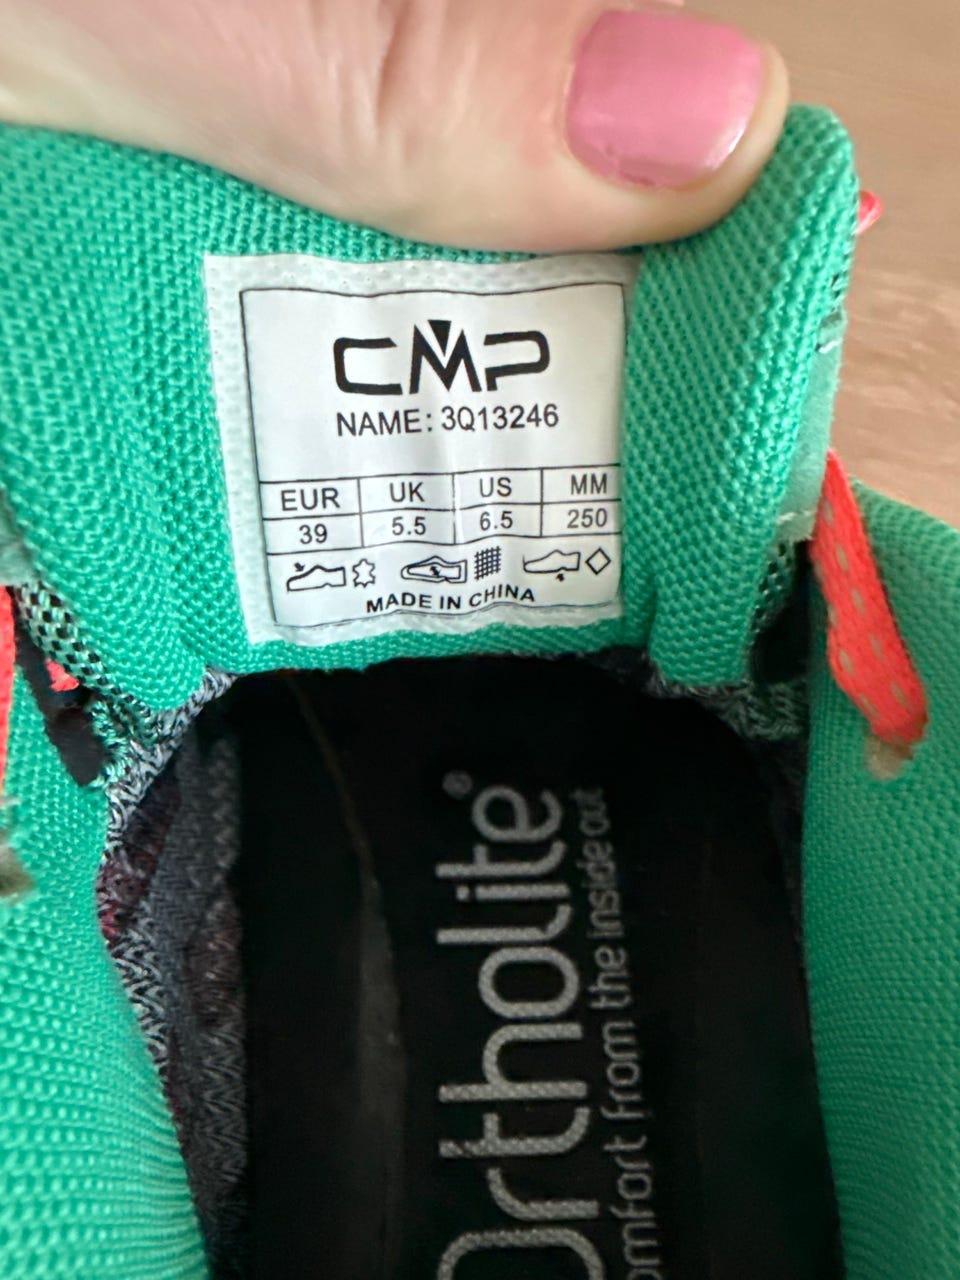 CMP
NAME: 3Q13246
EUR UK US MM
39 5.5 6.5 250
MADE IN CHINA
Ortholite®
comfort from the inside out